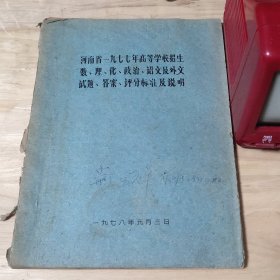 河南省一九七七年高等学校招生
数、理、化、政治、语文及外文
试题、答案、评分标准及说明
一九七八年元月三日